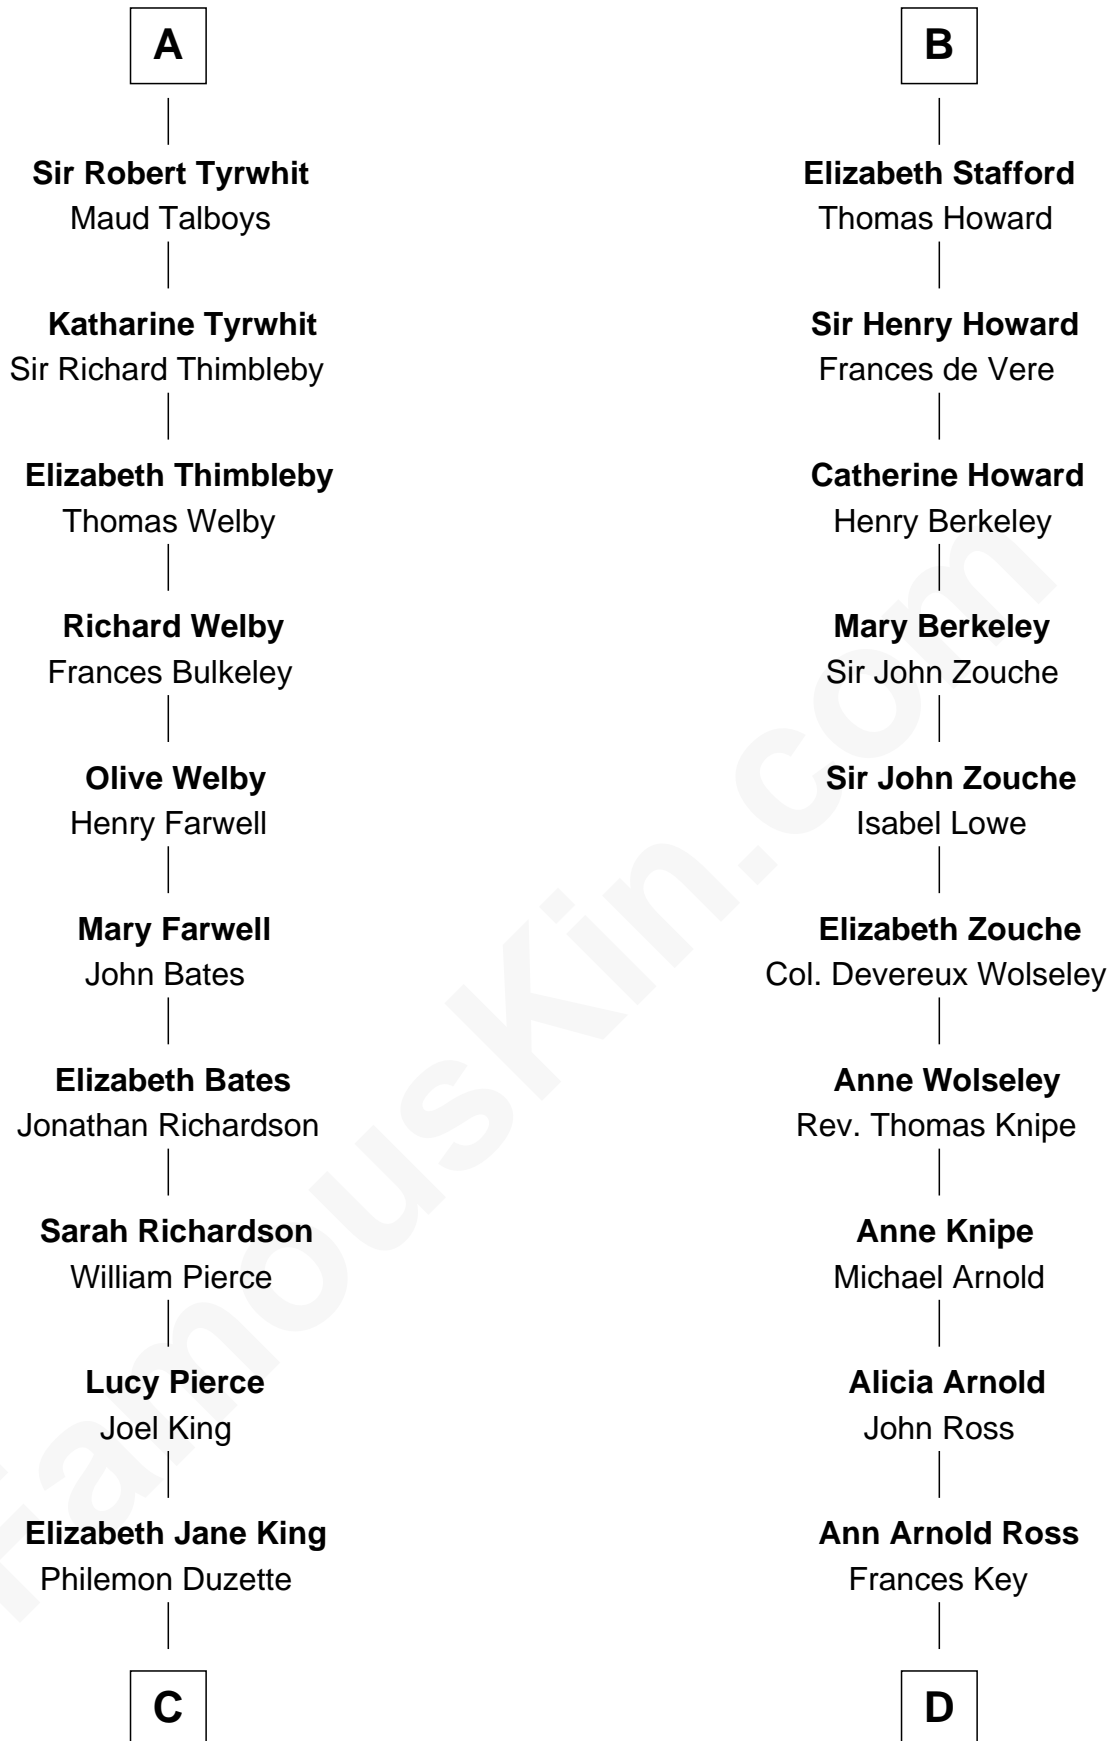 A
Sir Robert Tyrwhit
Maud Talboys
Katharine Tyrwhit
Sir Richard Thimbleby
Elizabeth Thimbleby
Thomas Welby
Richard Welby
Frances Bulkeley
Olive Welby
Henry Farwell
Mary Farwell
John Bates
Elizabeth Bates
Jonathan Richardson
Sarah Richardson
William Pierce
Lucy Pierce
Joel King
Elizabeth Jane King
Philemon Duzette
C
B
Elizabeth Stafford
Thomas Howard
Sir Henry Howard
Frances de Vere
Catherine Howard
Henry Berkeley
Mary Berkeley
Sir John Zouche
Sir John Zouche
Isabel Lowe
Elizabeth Zouche
Col. Devereux Wolseley
Anne Wolseley
Rev. Thomas Knipe
Anne Knipe
Michael Arnold
Alicia Arnold
John Ross
Ann Arnold Ross
Frances Key
D
FamousKin.com